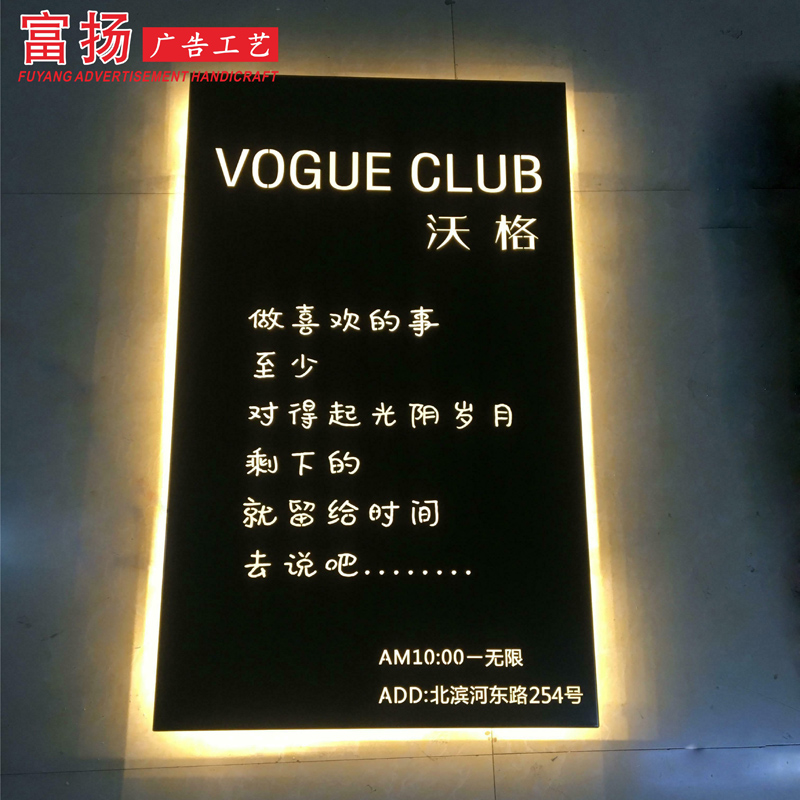 富扬 广告工艺
FUYANG ADVERTISEMENT HANDICRAFT
VOGUE CLUB
沃格
做喜欢的事
至少
对得起光阴岁月
剩下的
就留给时间
去说吧........
AM10:00一无限
ADD:北滨河东路254号